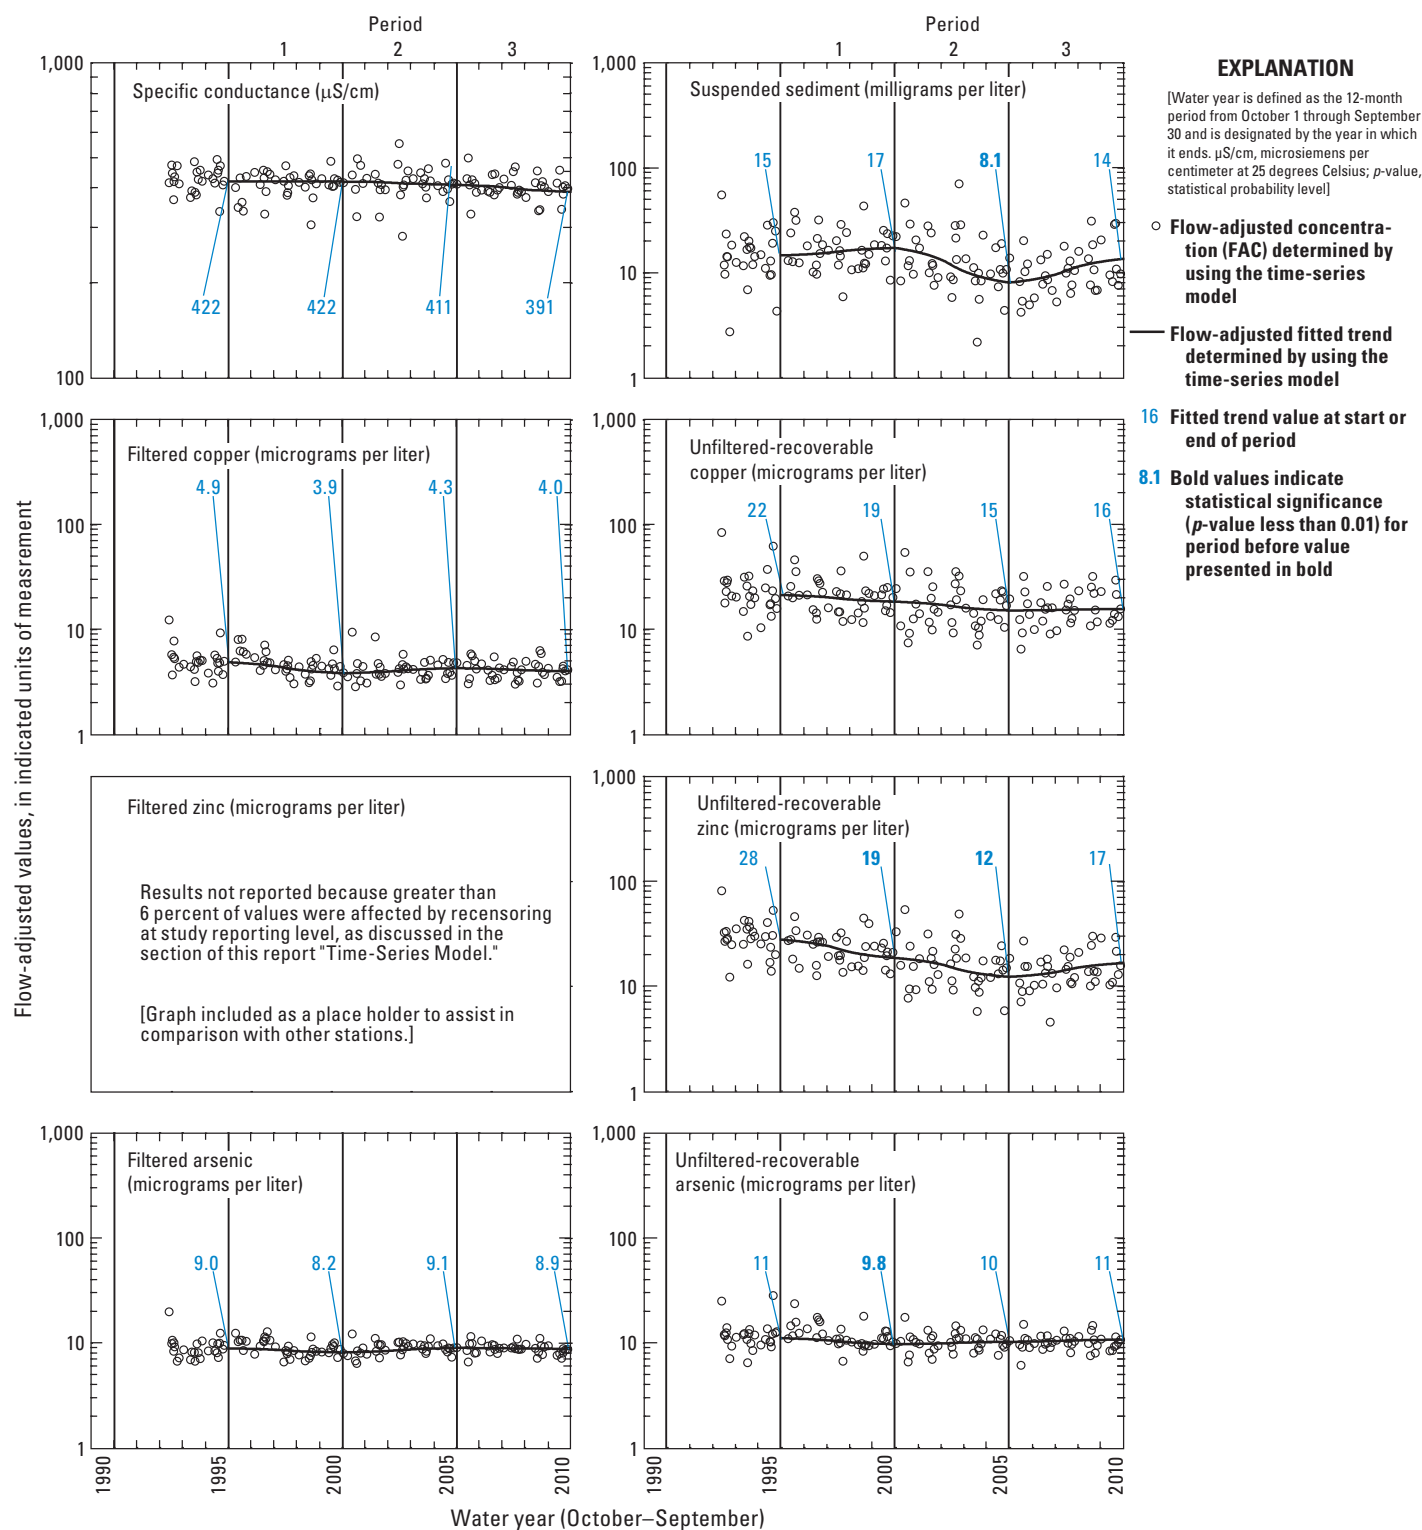 Period
1 2 3
1,000
100
Specific conductance (µS/cm)
422
422
411
391
Period
1 2 3
1,000
100
10
1
Suspended sediment (milligrams per liter)
15
17
8.1
14
1,000
100
10
1
Filtered copper (micrograms per liter)
4.9
3.9
4.3
4.0
1,000
100
10
1
Unfiltered-recoverable
copper (micrograms per liter)
22
19
15
16
Filtered zinc (micrograms per liter)
Results not reported because greater than
6 percent of values were affected by recensoring
at study reporting level, as discussed in the
section of this report "Time-Series Model."
[Graph included as a place holder to assist in
comparison with other stations.]
1,000
100
10
1
Unfiltered-recoverable
zinc (micrograms per liter)
28
19
12
17
1,000
100
10
1
Filtered arsenic
(micrograms per liter)
9.0
8.2
9.1
8.9
1990
1995
2000
2005
2010
1,000
100
10
1
Unfiltered-recoverable
arsenic (micrograms per liter)
11
9.8
10
11
1990
1995
2000
2005
2010
Flow-adjusted values, in indicated units of measrement
Water year (October–September)
EXPLANATION
[Water year is defined as the 12-month
period from October 1 through September
30 and is designated by the year in which
it ends. µS/cm, microsiemens per
centimeter at 25 degrees Celsius; p-value,
statistical probability level]
Flow-adjusted concentra-
tion (FAC) determined by
using the time-series
model
Flow-adjusted fitted trend
determined by using the
time-series model
16 Fitted trend value at start or
end of period
8.1 Bold values indicate
statistical significance
(p-value less than 0.01) for
period before value
presented in bold